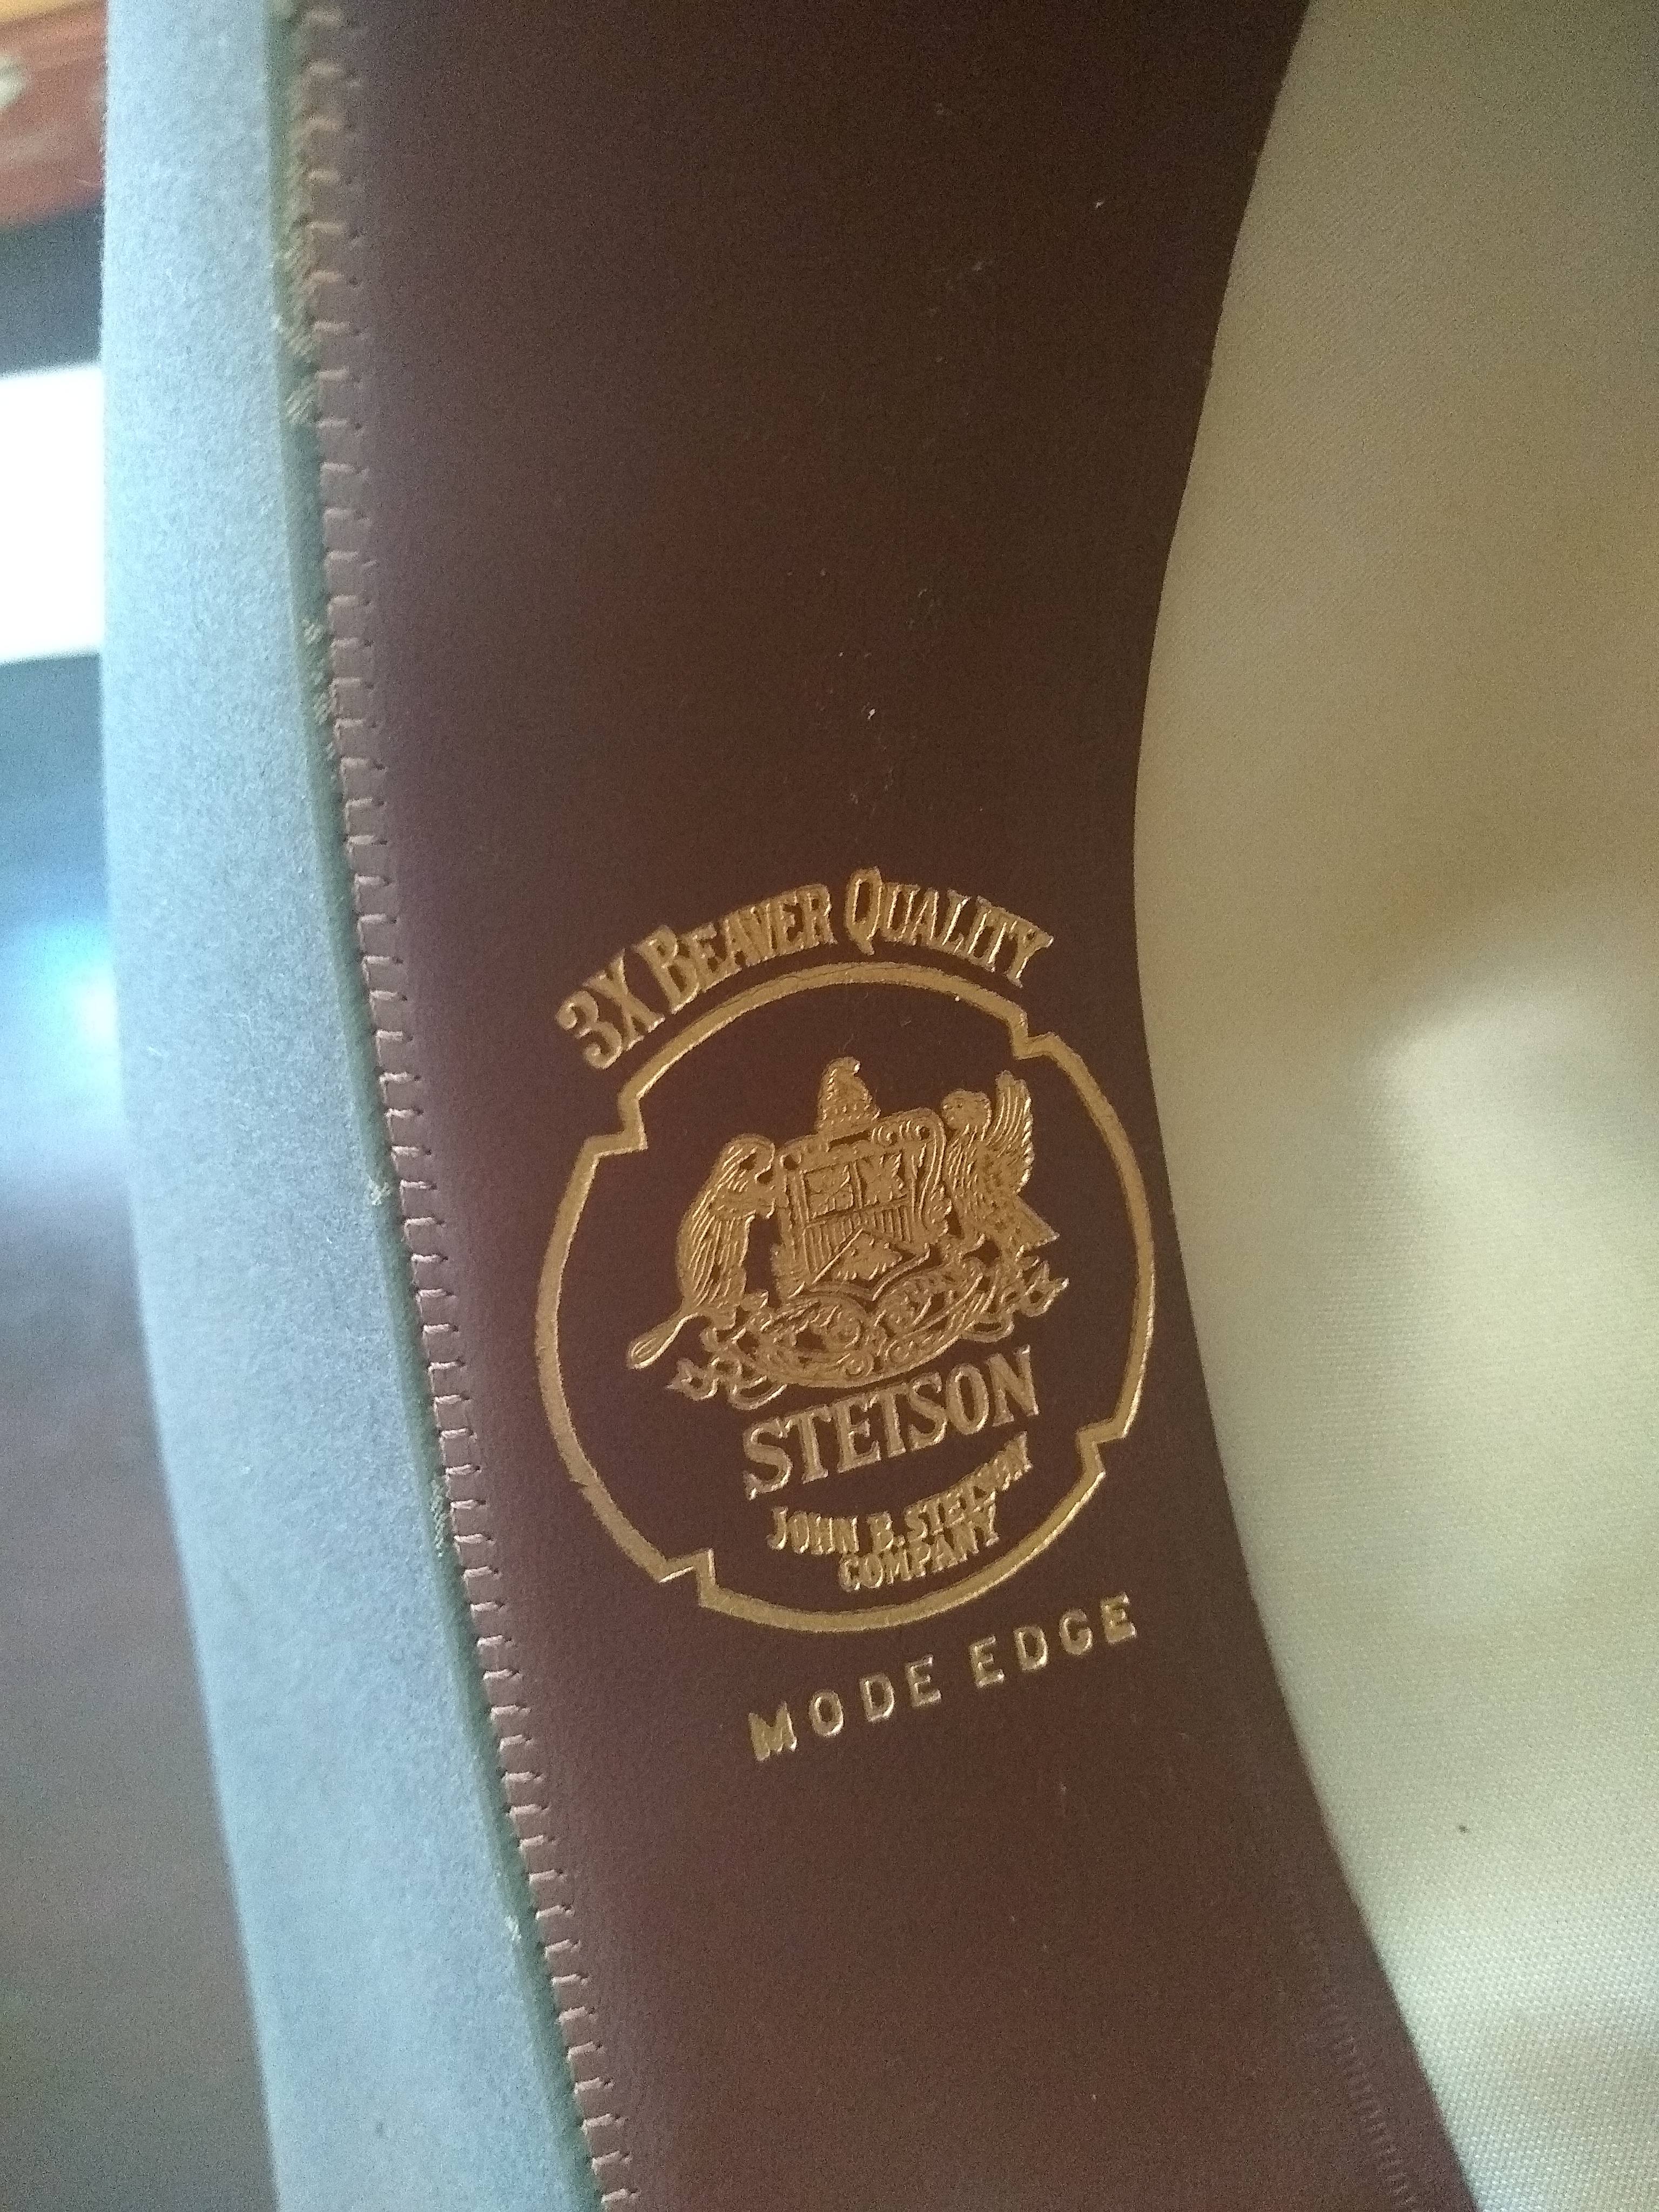 3X BEAVER QUALITY
STETSON
JOHN B. STETSON
COMPANY
MODE EDGE